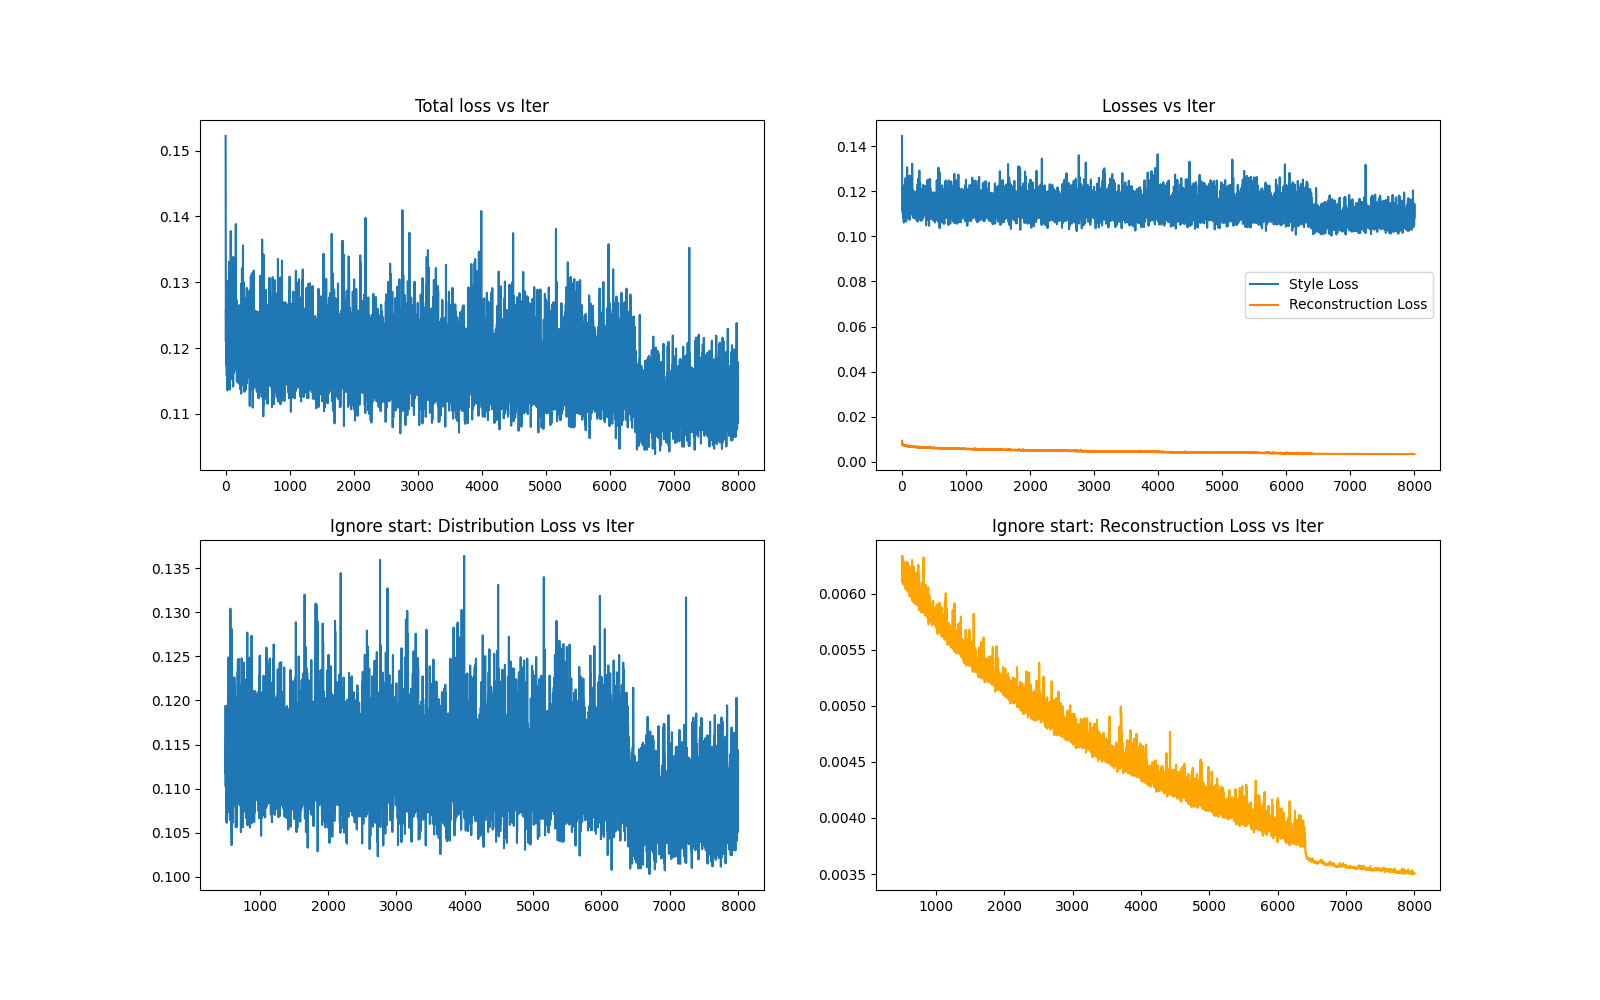 Total loss vs Iter
0.15
0.14
0.13
0.12
0.11
0 1000 2000 3000 4000 5000 6000 7000 8000
Losses vs Iter
0.14
0.12
0.10
0.08
0.06
0.04
0.02
0.00
Style Loss
Reconstruction Loss
0 1000 2000 3000 4000 5000 6000 7000 8000
Ignore start: Distribution Loss vs Iter
0.135
0.130
0.125
0.120
0.115
0.110
0.105
0.100
1000 2000 3000 4000 5000 6000 7000 8000
Ignore start: Reconstruction Loss vs Iter
0.0060
0.0055
0.0050
0.0045
0.0040
0.0035
1000 2000 3000 4000 5000 6000 7000 8000